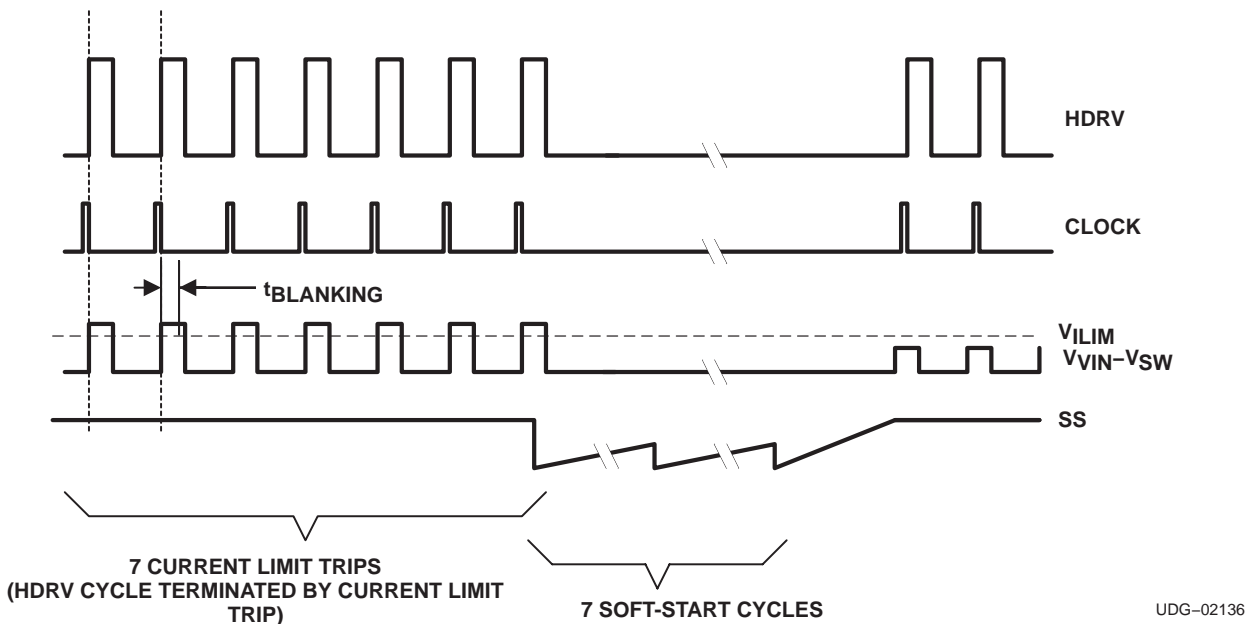 HDRV
CLOCK
tBLANKING
VILIM
VVIN−VSW
SS
7 CURRENT LIMIT TRIPS
(HDRV CYCLE TERMINATED BY CURRENT LIMIT
TRIP)
7 SOFT-START CYCLES
UDG−02136